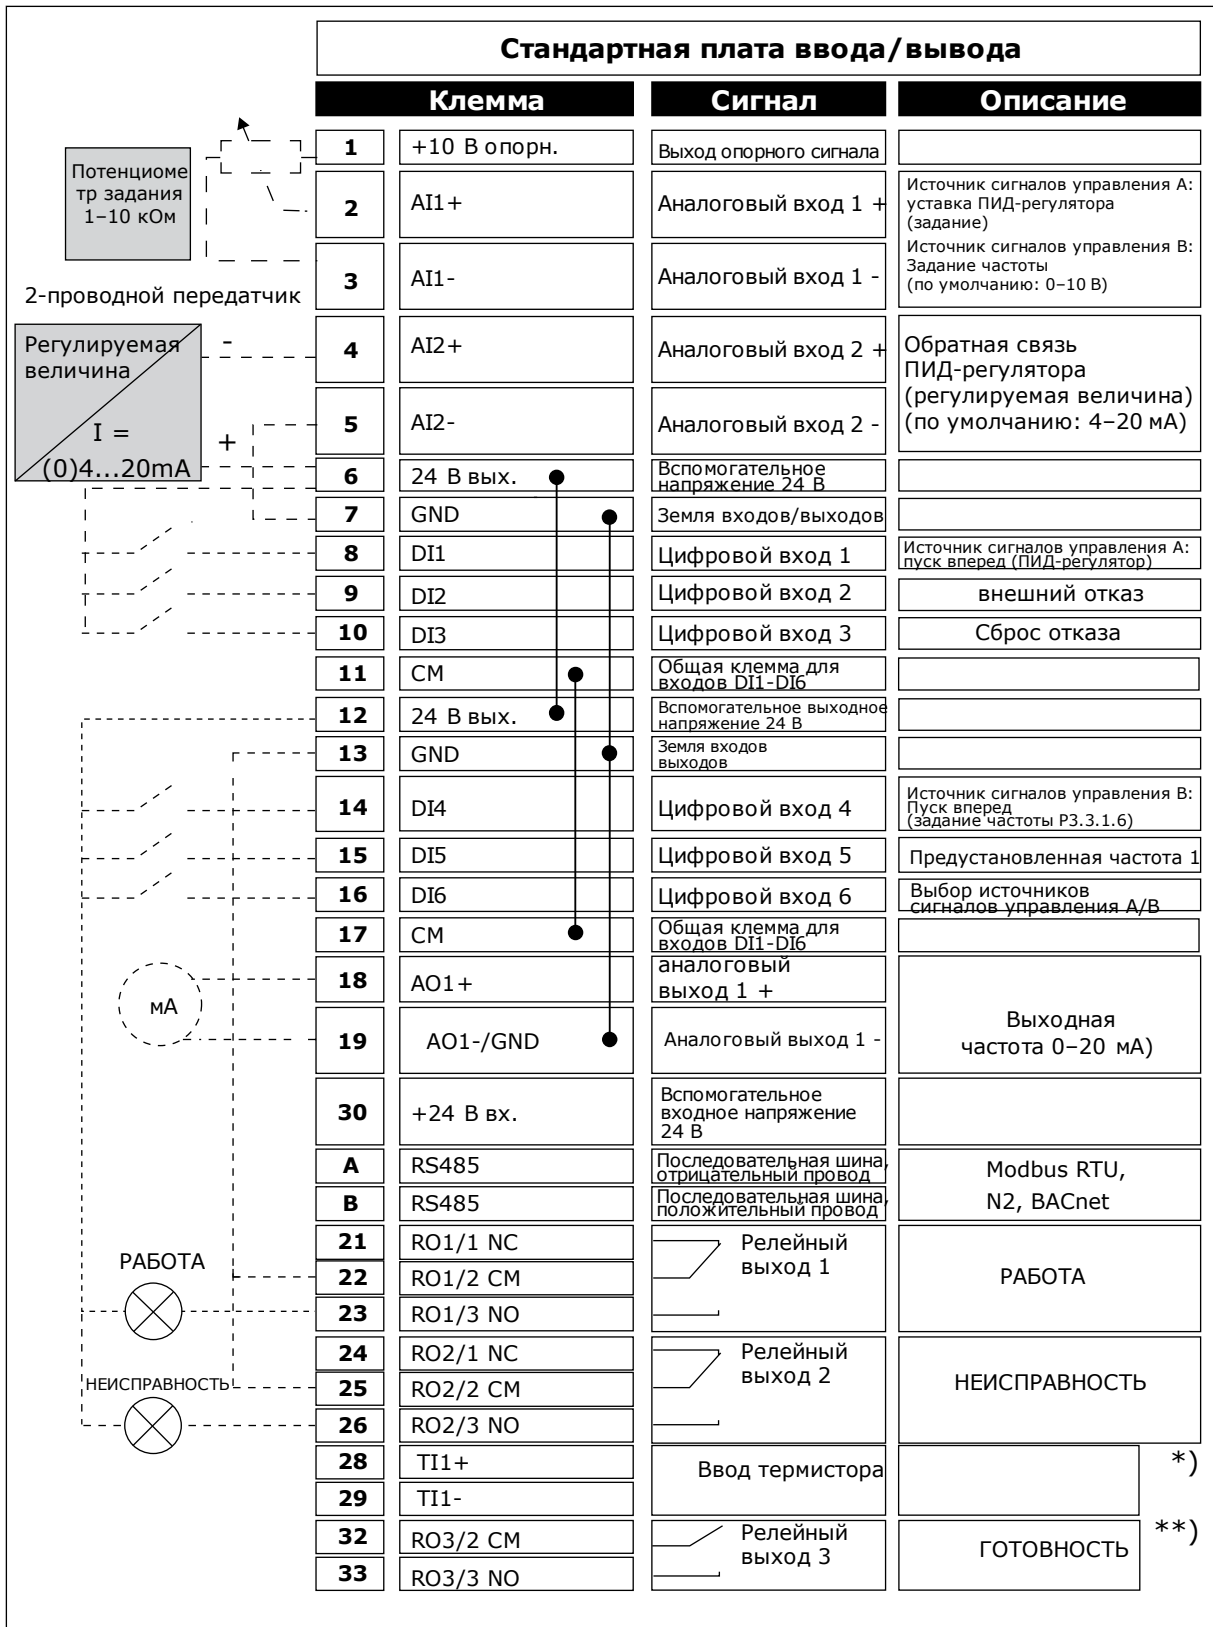 Стандартная плата ввода/вывода
Клемма Сигнал Описание
Потенциоме
тр задания
1–10 кОм
1 +10 В опорн. Выход опорного сигнала
2 AI1+ Аналоговый вход 1 +
Источник сигналов управления А:
уставка ПИД-регулятора
(задание)
Источник сигналов управления В:
Задание частоты
(по умолчанию: 0–10 В)
3 AI1- Аналоговый вход 1 -
2-проводной передатчик
Регулируемая
величина
I =
(0)4...20mA
-
+
4 AI2+ Аналоговый вход 2 +
Обратная связь
ПИД-регулятора
(регулируемая величина)
(по умолчанию: 4–20 мА)
5 AI2- Аналоговый вход 2 -
6 24 В вых. Вспомогательное
напряжение 24 В
7 GND Земля входов/выходов
8 DI1 Цифровой вход 1
Источник сигналов управления А:
пуск вперед (ПИД-регулятор)
9 DI2 Цифровой вход 2 внешний отказ
10 DI3 Цифровой вход 3 Сброс отказа
11 CM Общая клемма для
входов DI1-DI6
12 24 В вых. Вспомогательное выходное
напряжение 24 В
13 GND Земля входов
выходов
14 DI4 Цифровой вход 4
Источник сигналов управления В:
Пуск вперед
(задание частоты P3.3.1.6)
15 DI5 Цифровой вход 5 Предустановленная частота 1
16 DI6 Цифровой вход 6 Выбор источников
сигналов управления А/В
17 CM Общая клемма для
входов DI1-DI6
мА
18 AO1+ аналоговый
выход 1 +
19 AO1-/GND Аналоговый выход 1 -
Выходная
частота 0–20 мА)
30 +24 В вх. Вспомогательное
входное напряжение
24 В
A RS485 Последовательная шина,
отрицательный провод
B RS485 Последовательная шина,
положительный провод
Modbus RTU,
N2, BACnet
РАБОТА
21 RO1/1 NC Релейный
выход 1
22 RO1/2 CM РАБОТА
23 RO1/3 NO
НЕИСПРАВНОСТЬ
24 RO2/1 NC Релейный
выход 2
25 RO2/2 CM НЕИСПРАВНОСТЬ
26 RO2/3 NO
28 TI1+ Ввод термистора *)
29 TI1-
32 RO3/2 CM Релейный
выход 3
ГОТОВНОСТЬ **)
33 RO3/3 NO